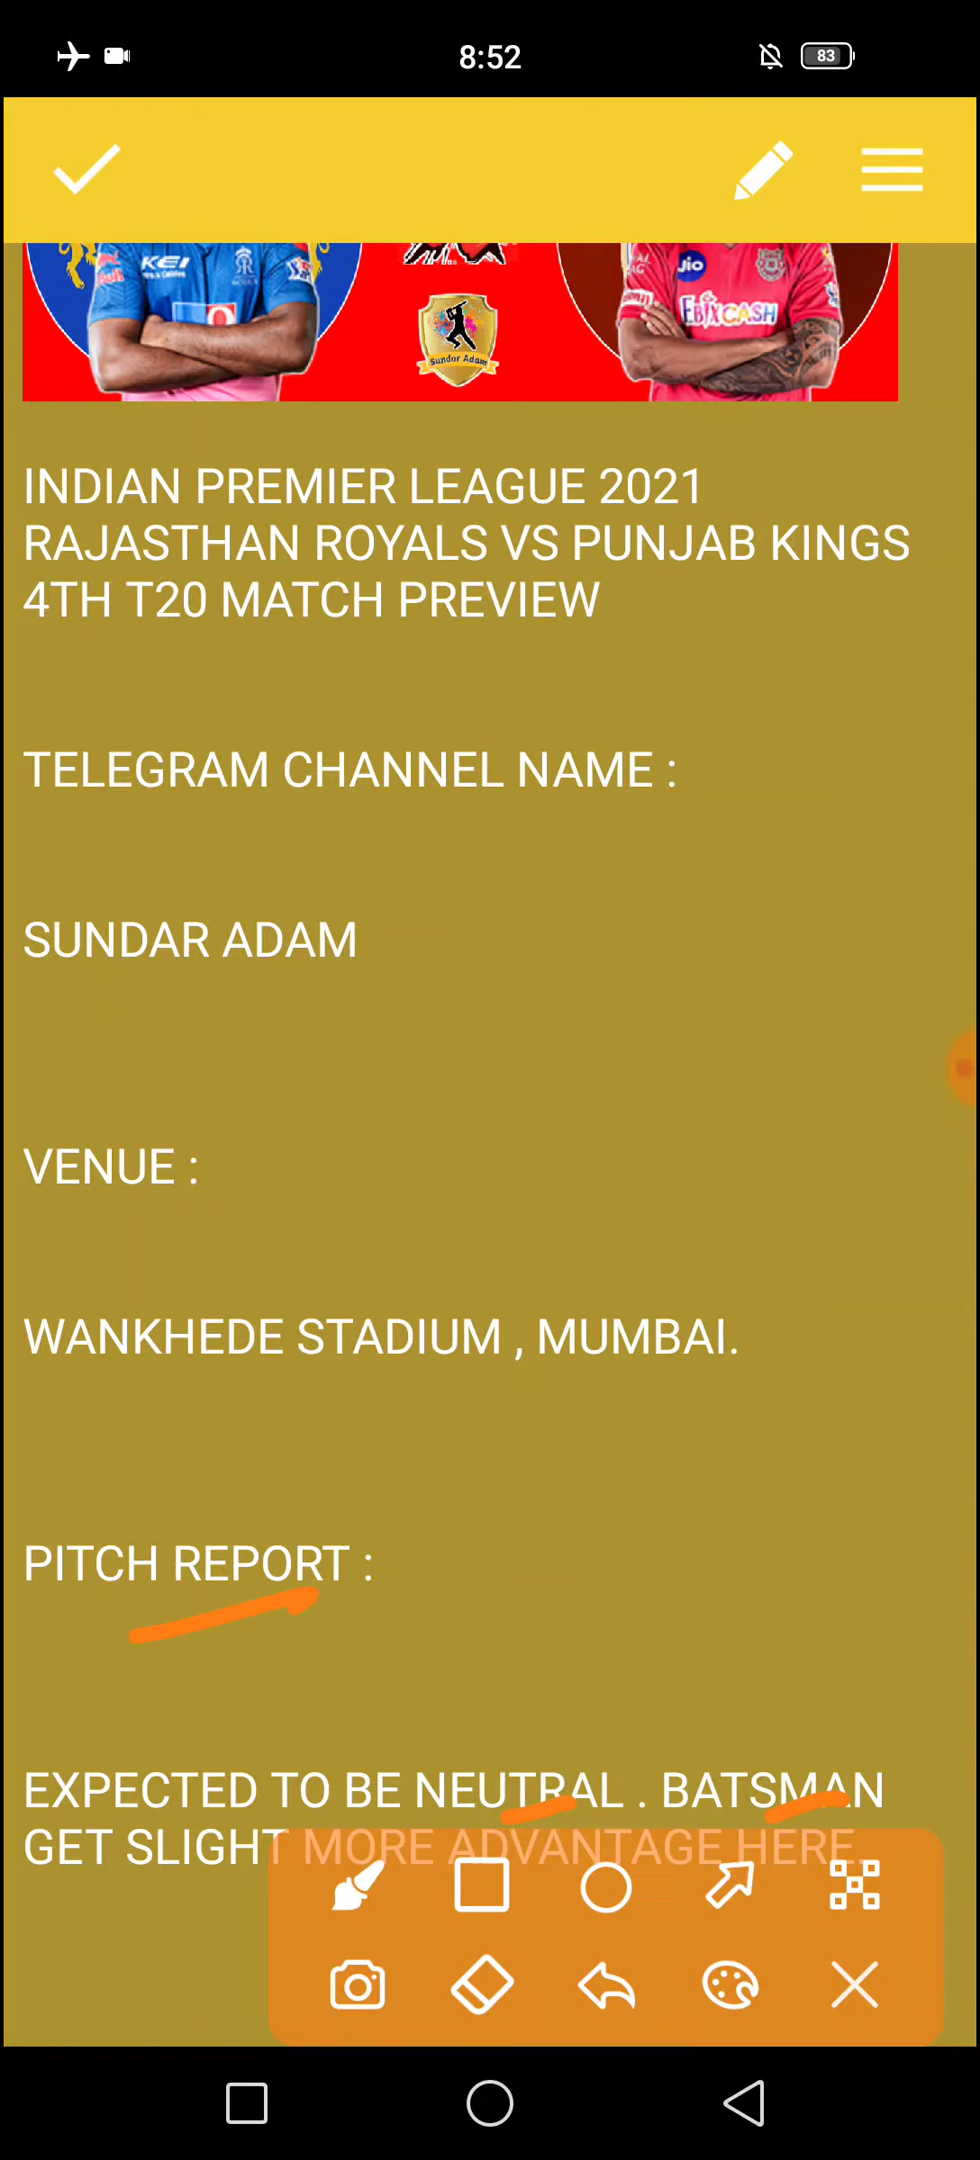 8:52
83
KEI
Sundar Adam
Jio
EBIXCASH
INDIAN PREMIER LEAGUE 2021
RAJASTHAN ROYALS VS PUNJAB KINGS
4TH T20 MATCH PREVIEW
TELEGRAM CHANNEL NAME :
SUNDAR ADAM
VENUE :
WANKHEDE STADIUM , MUMBAI.
PITCH REPORT :
EXPECTED TO BE NEUTRAL . BATSMAN
GET SLIGHT MORE ADVANTAGE HERE.